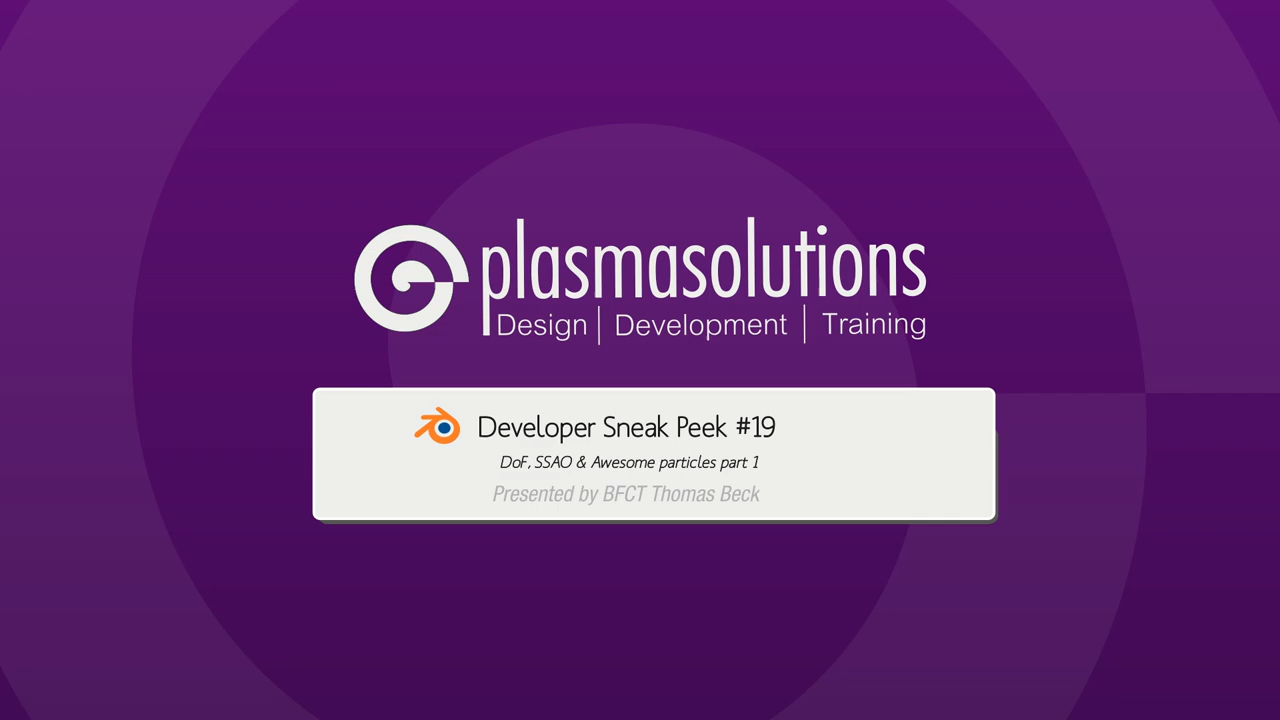 plasmasolutions
Design | Development | Training
Developer Sneak Peek #19
DoF, SSAO & Awesome particles part 1
Presented by BFCT Thomas Beck